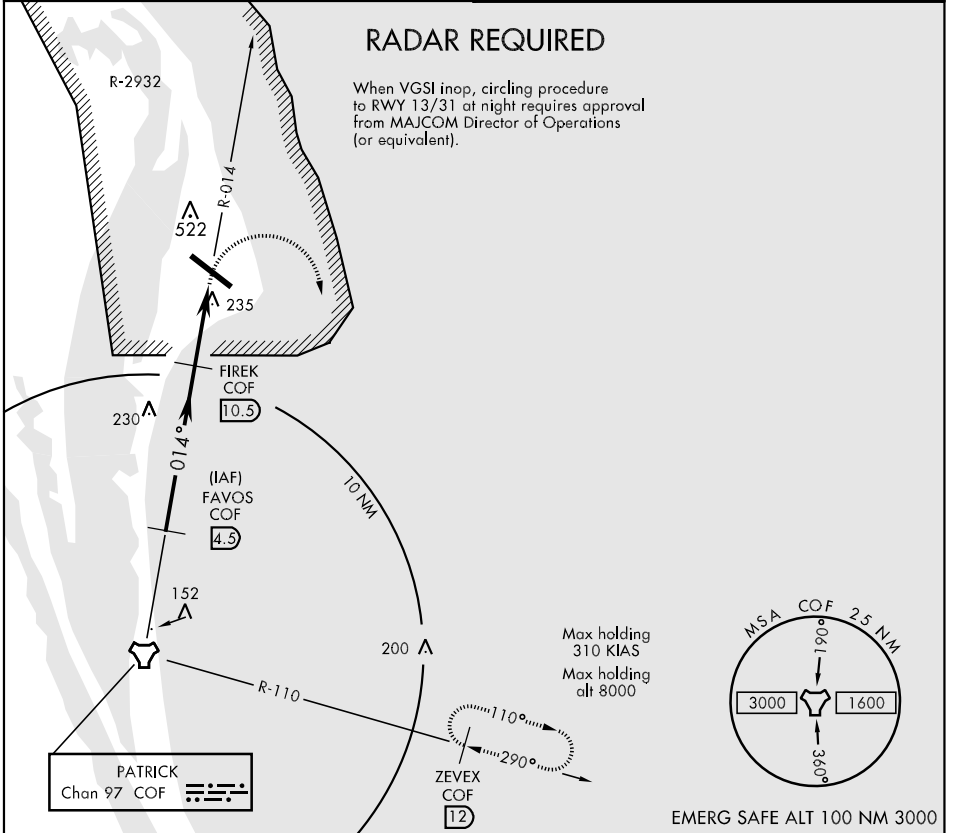 RADAR REQUIRED
When VGSI inop, circling procedure
to RWY 13/31 at night requires approval
from MAJCOM Director of Operations
(or equivalent).
R-2932
R-014
522
235
FIREK
COF
10.5
230
014°
(IAF)
FAVOS
COF
4.5
10 NM
152
200
Max holding
310 KIAS
Max holding
alt 8000
R-110
110°
290°
ZEVEX
COF
12
PATRICK
Chan 97 COF
MSA COF 25 NM
190°
3000
1600
360°
EMERG SAFE ALT 100 NM 3000